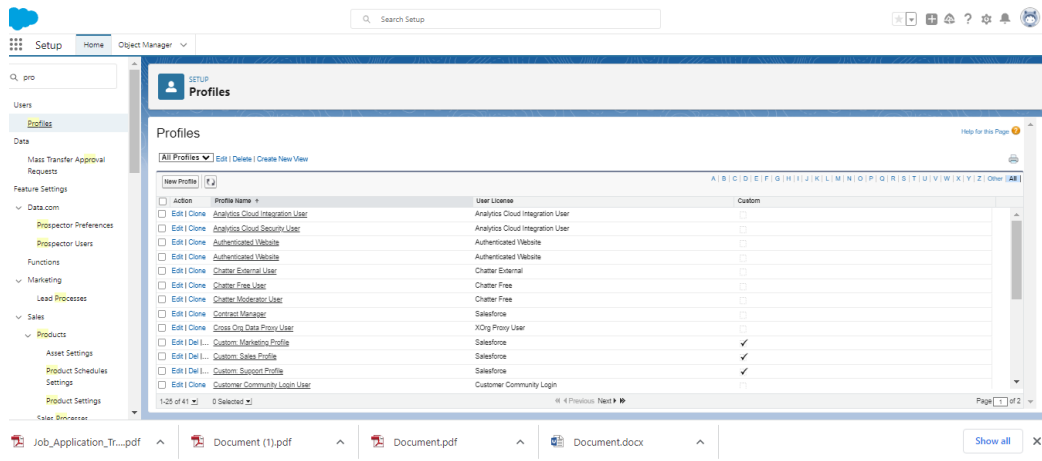 Search Setup
Setup Home Object Manager
pro
Users
Profiles
Data
Mass Transfer Approval
Requests
Feature Settings
Data.com
Prospector Preferences
Prospector Users
Functions
Marketing
Lead Processes
Sales
Products
Asset Settings
Product Schedules
Settings
Product Settings
Sales Processes
SETUP
Profiles
Profiles
Help for this Page
All Profiles Edit | Delete | Create New View
New Profile
A | B | C | D | E | F | G | H | I | J | K | L | M | N | O | P | Q | R | S | T | U | V | W | X | Y | Z | Other | All
Action Profile Name User License Custom
Edit | Clone Analytics Cloud Integration User Analytics Cloud Integration User
Edit | Clone Analytics Cloud Security User Analytics Cloud Integration User
Edit | Clone Authenticated Website Authenticated Website
Edit | Clone Authenticated Website Authenticated Website
Edit | Clone Chatter External User Chatter External
Edit | Clone Chatter Free User Chatter Free
Edit | Clone Chatter Moderator User Chatter Free
Edit | Clone Contract Manager Salesforce
Edit | Clone Cross Org Data Proxy User XOrg Proxy User
Edit | Del |... Custom: Marketing Profile Salesforce
Edit | Del |... Custom: Sales Profile Salesforce
Edit | Del |... Custom: Support Profile Salesforce
Edit | Clone Customer Community Login User Customer Community Login
1-25 of 41 0 Selected Previous Next Page 1 of 2
Job_Application_Tr....pdf Document (1).pdf Document.pdf Document.docx Show all